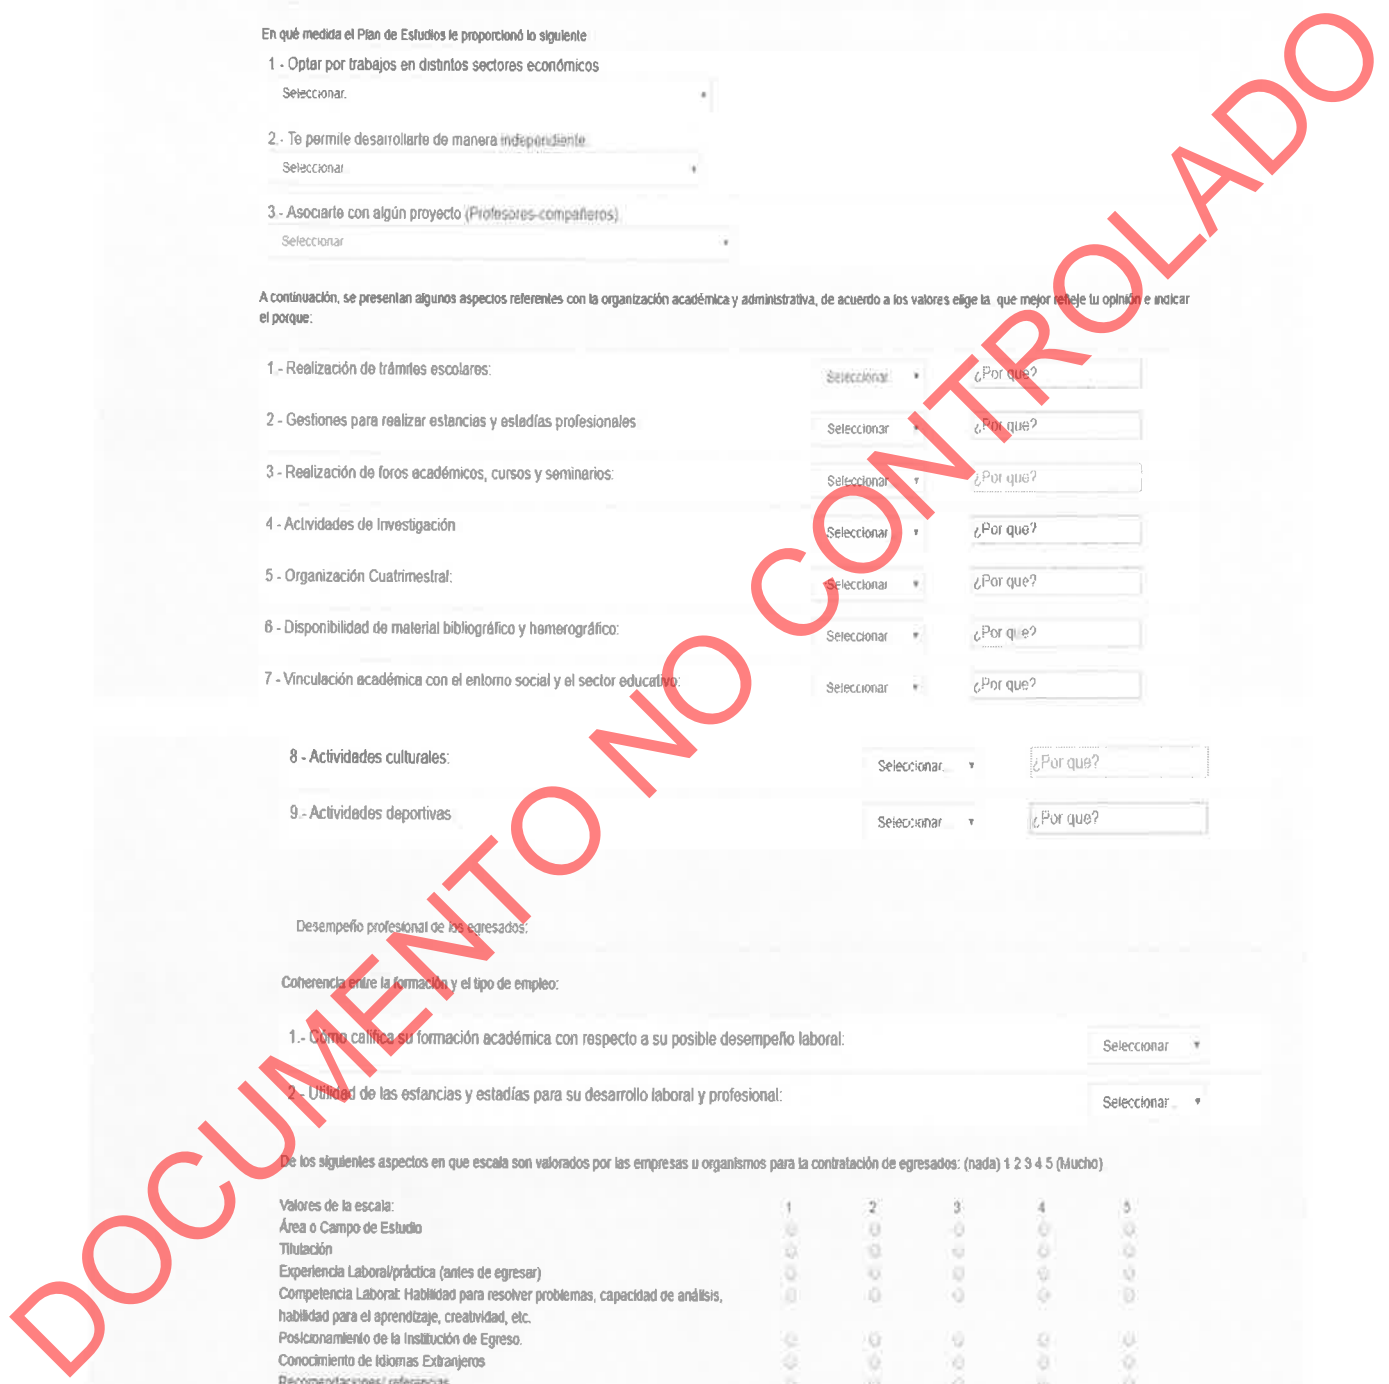 En qué medida el Plan de Estudios le proporcionó lo siguiente
1 - Optar por trabajos en distintos sectores económicos
Seleccionar.
2.- Te permite desarrollarte de manera independiente.
Seleccionar
3.- Asociarte con algún proyecto (Profesores-compañeros)
Seleccionar
A continuación, se presentan algunos aspectos referentes con la organización académica y administrativa, de acuerdo a los valores elige la que mejor refleje tu opinión e indicar
el porque:
1.- Realización de trámites escolares: Seleccionar. ¿Por que?
2 - Gestiones para realizar estancias y estadías profesionales Seleccionar ¿Por que?
3 - Realización de foros académicos, cursos y seminarios: Seleccionar ¿Por que?
4 - Actividades de Investigación Seleccionar ¿Por que?
5 - Organización Cuatrimestral: Seleccionar ¿Por que?
6 - Disponibilidad de material bibliográfico y hemerográfico: Seleccionar ¿Por que?
7 - Vinculación académica con el entorno social y el sector educativo: Seleccionar ¿Por que?
8 - Actividades culturales: Seleccionar... ¿Por que?
9.- Actividades deportivas Seleccionar ¿Por que?
Desempeño profesional de los egresados:
Coherencia entre la formación y el tipo de empleo:
1.- Cómo califica su formación académica con respecto a su posible desempeño laboral: Seleccionar
2 - Utilidad de las estancias y estadías para su desarrollo laboral y profesional: Seleccionar
De los siguientes aspectos en que escala son valorados por las empresas u organismos para la contratación de egresados: (nada) 1 2 3 4 5 (Mucho)
Valores de la escala: 1 2 3 4 5
Área o Campo de Estudio
Titulación
Experiencia Laboral/práctica (antes de egresar)
Competencia Laboral: Habilidad para resolver problemas, capacidad de análisis,
habilidad para el aprendizaje, creatividad, etc.
Posicionamiento de la Institución de Egreso.
Conocimiento de Idiomas Extranjeros
Recomendaciones/ referencias
DOCUMENTO NO CONTROLADO